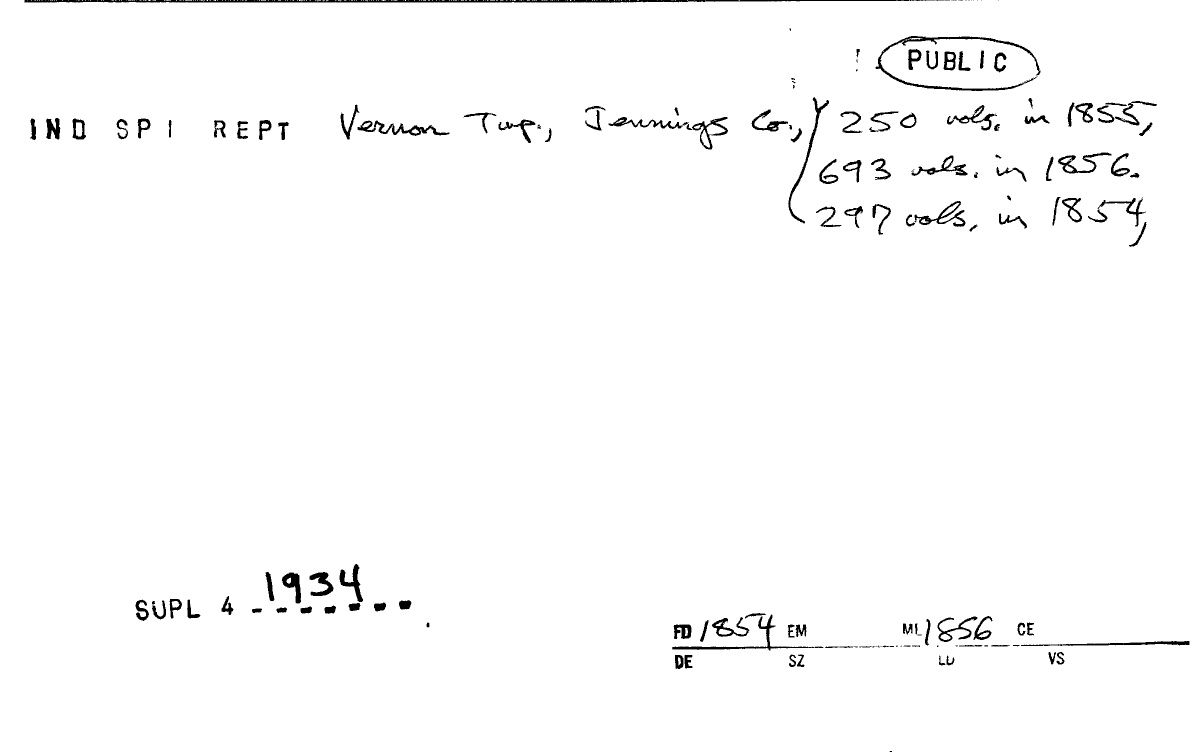 PUBLIC
IND SPI REPT Vernon Twp., Jennings Co., 250 vols. in 1855,
693 vols. in 1856.
297 vols. in 1854,
SUPL 4 1934
FD 1854 EM ML 1856 CE
DE SZ LD VS